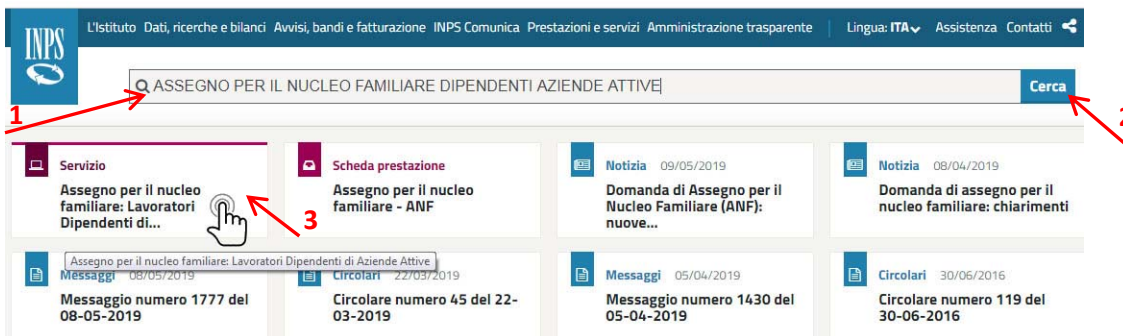 INPS
L'Istituto Dati, ricerche e bilanci Avvisi, bandi e fatturazione INPS Comunica Prestazioni e servizi Amministrazione trasparente Lingua: ITA Assistenza Contatti
ASSEGNO PER IL NUCLEO FAMILIARE DIPENDENTI AZIENDE ATTIVE Cerca
1 2
Servizio
Assegno per il nucleo
familiare: Lavoratori
Dipendenti di...
3
Scheda prestazione
Assegno per il nucleo
familiare - ANF
Notizia 09/05/2019
Domanda di Assegno per il
Nucleo Familiare (ANF):
nuove...
Notizia 08/04/2019
Domanda di assegno per il
nucleo familiare: chiarimenti
Assegno per il nucleo familiare: Lavoratori Dipendenti di Aziende Attive
Messaggi 08/05/2019
Messaggio numero 1777 del
08-05-2019
Circolari 22/03/2019
Circolare numero 45 del 22-
03-2019
Messaggi 05/04/2019
Messaggio numero 1430 del
05-04-2019
Circolari 30/06/2016
Circolare numero 119 del
30-06-2016